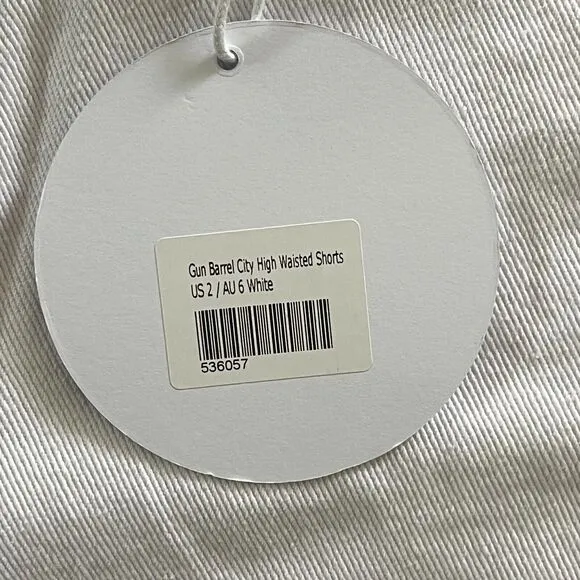 Gun Barrel City High Waisted Shorts
US 2 / AU 6 White
536057